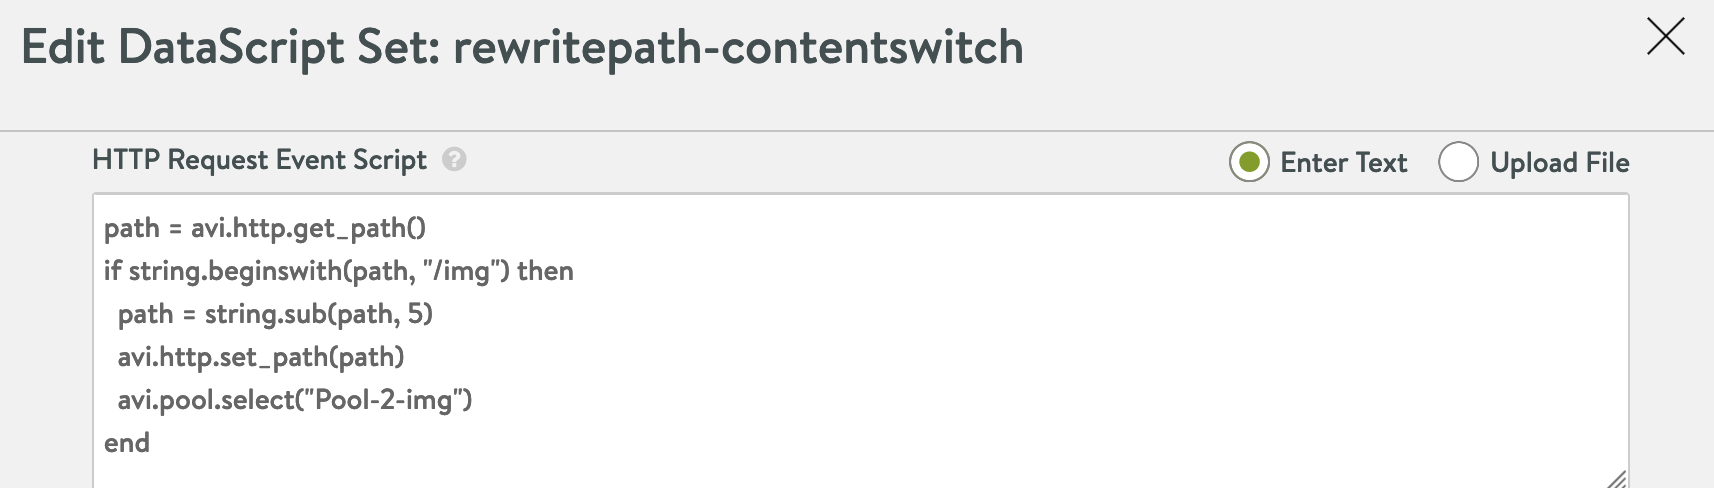 Edit DataScript Set: rewritepath-contentswitch
HTTP Request Event Script ?
Enter Text Upload File
path = avi.http.get_path()
if string.beginswith(path, "/img") then
path = string.sub(path, 5)
avi.http.set_path(path)
avi.pool.select("Pool-2-img")
end